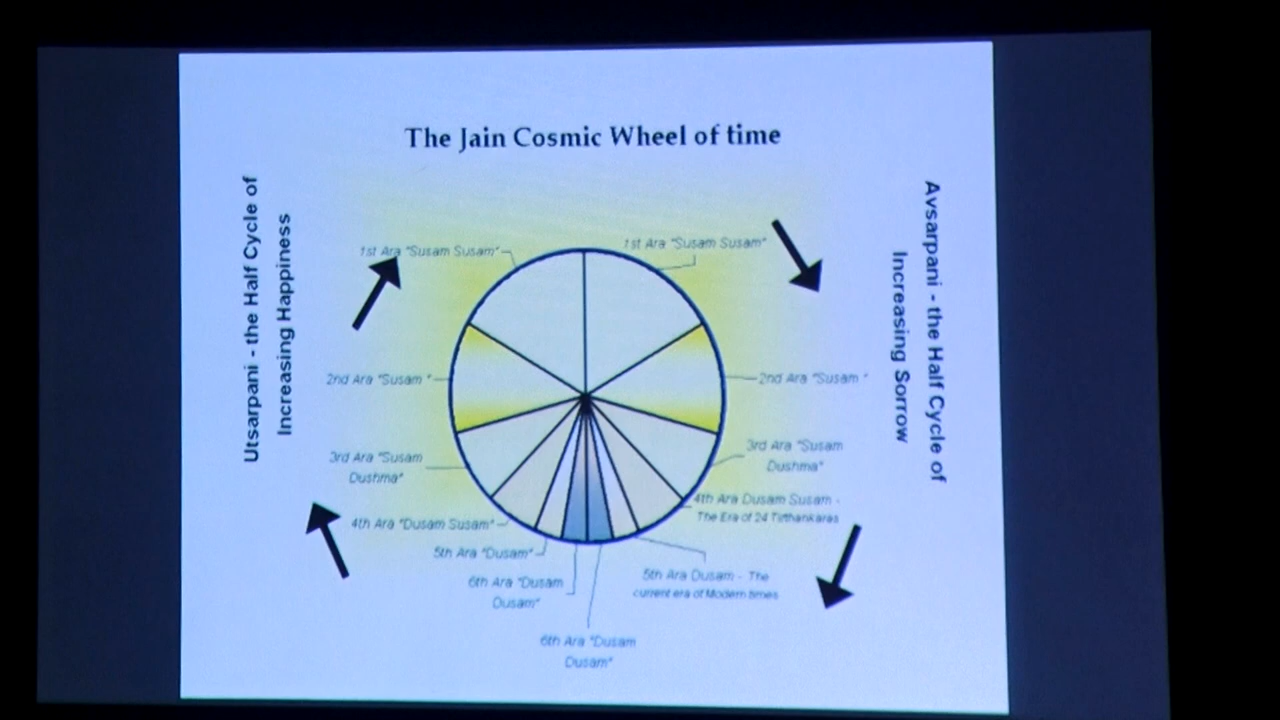 The Jain Cosmic Wheel of time
Utsarpani - the Half Cycle of
Increasing Happiness
Avsarpani - the Half Cycle of
Increasing Sorrow
1st Ara "Susam Susam"
1st Ara "Susam Susam"
2nd Ara "Susam "
2nd Ara "Susam "
3rd Ara "Susam
Dushma"
3rd Ara "Susam
Dushma"
4th Ara "Dusam Susam"
4th Ara Dusam Susam -
The Era of 24 Tirthankaras
5th Ara "Dusam"
5th Ara Dusam - The
current era of Modern times
6th Ara "Dusam
Dusam"
6th Ara "Dusam
Dusam"